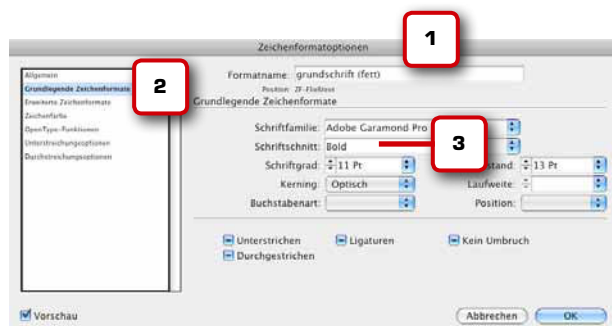 Zeichenformatoptionen
1
Allgemein
Grundlegende Zeichenformate
2
Erweiterte Zeichenformate
Zeichenfarbe
OpenType-Funktionen
Unterstreichungsoptionen
Durchstreichungsoptionen
Formatname: grundschrift (fett)
Position: ZF-Fließtext
Grundlegende Zeichenformate
Schriftfamilie: Adobe Garamond Pro
Schriftschnitt: Bold
3
Schriftgrad: 11 Pt
stand: 13 Pt
Kerning: Optisch
Laufweite:
Buchstabenart:
Position:
Unterstrichen Ligaturen Kein Umbruch
Durchgestrichen
Vorschau
Abbrechen OK